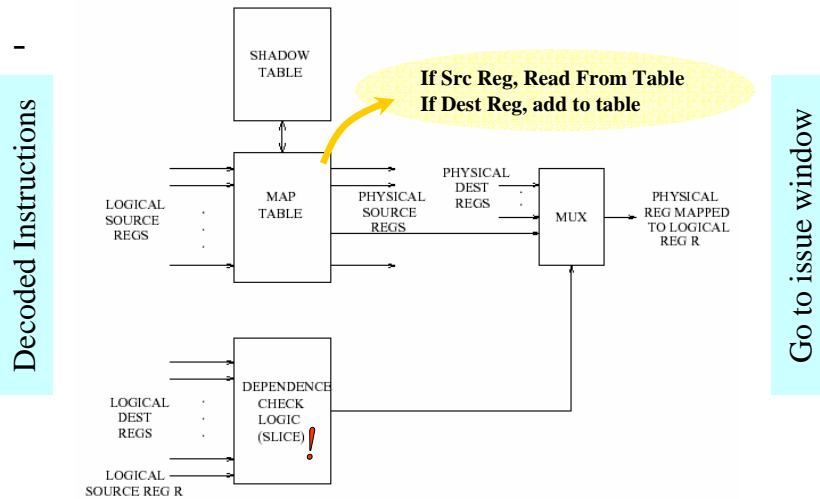 -
Decoded Instructions
SHADOW
TABLE
If Src Reg, Read From Table
If Dest Reg, add to table
LOGICAL
SOURCE
REGS
MAP
TABLE
PHYSICAL
SOURCE
REGS
PHYSICAL
DEST
REGS
MUX
PHYSICAL
REG MAPPED
TO LOGICAL
REG R
Go to issue window
LOGICAL
DEST
REGS
LOGICAL
SOURCE REG R
DEPENDENCE
CHECK
LOGIC
(SLICE)
!